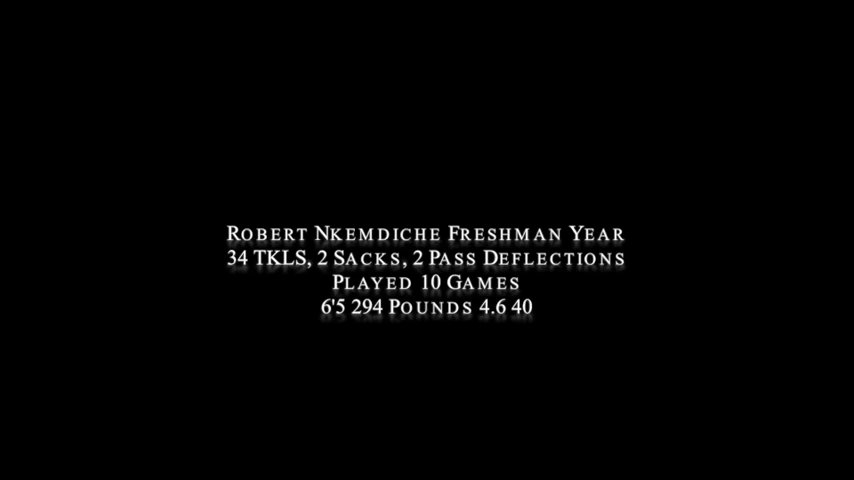 Robert Nkemdiche Freshman Year
34 TKLS, 2 Sacks, 2 Pass Deflections
Played 10 Games
6'5 294 Pounds 4.6 40